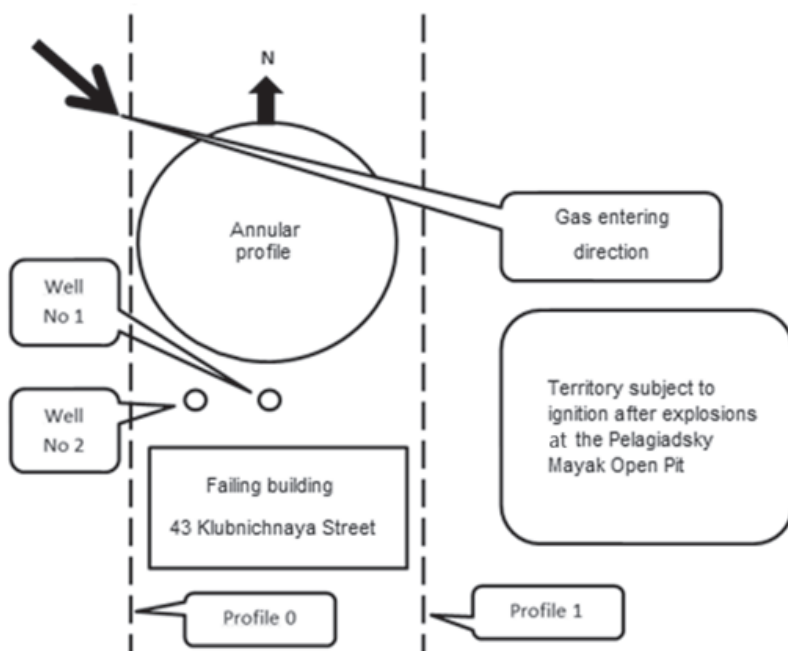 N
Annular
profile
Gas entering
direction
Well
No 1
Well
No 2
Territory subject to
ignition after explosions
at the Pelagiadsky
Mayak Open Pit
Failing building
43 Klubnichnaya Street
Profile 0
Profile 1